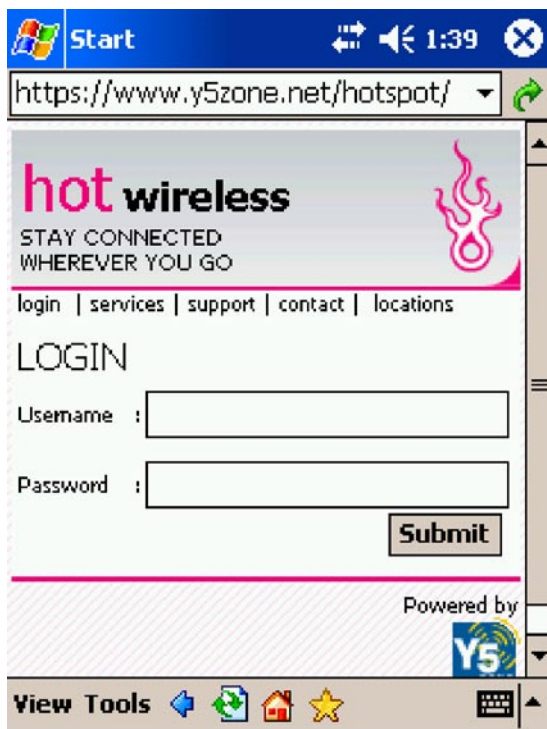 Start 1:39
https://www.y5zone.net/hotspot/
hot wireless
STAY CONNECTED
WHEREVER YOU GO
login | services | support | contact | locations
LOGIN
Username :
Password :
Submit
Powered by
Y5
View Tools